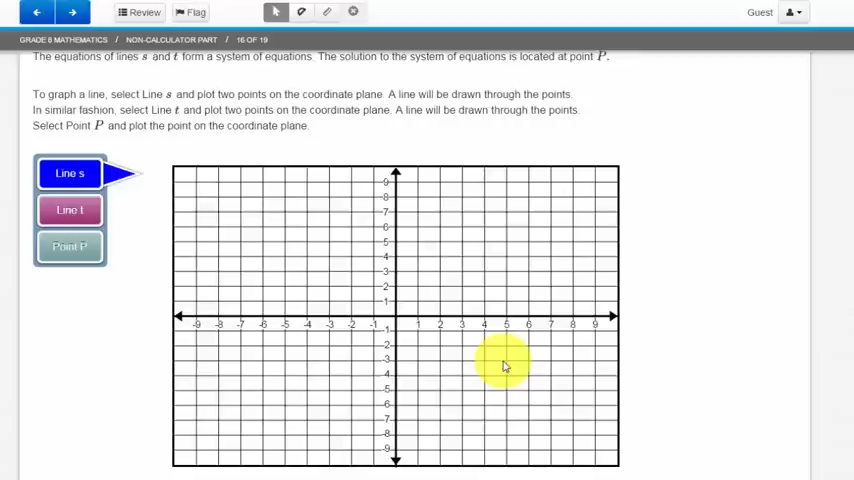 Review Flag Guest
GRADE 8 MATHEMATICS / NON-CALCULATOR PART / 16 OF 19
The equations of lines s and t form a system of equations. The solution to the system of equations is located at point P.
To graph a line, select Line s and plot two points on the coordinate plane. A line will be drawn through the points.
In similar fashion, select Line t and plot two points on the coordinate plane. A line will be drawn through the points.
Select Point P and plot the point on the coordinate plane.
Line s
Line t
Point P
9
8
7
6
5
4
3
2
1
-9 -8 -7 -6 -5 -4 -3 -2 -1 1 2 3 4 5 6 7 8 9
-1
-2
-3
-4
-5
-6
-7
-8
-9